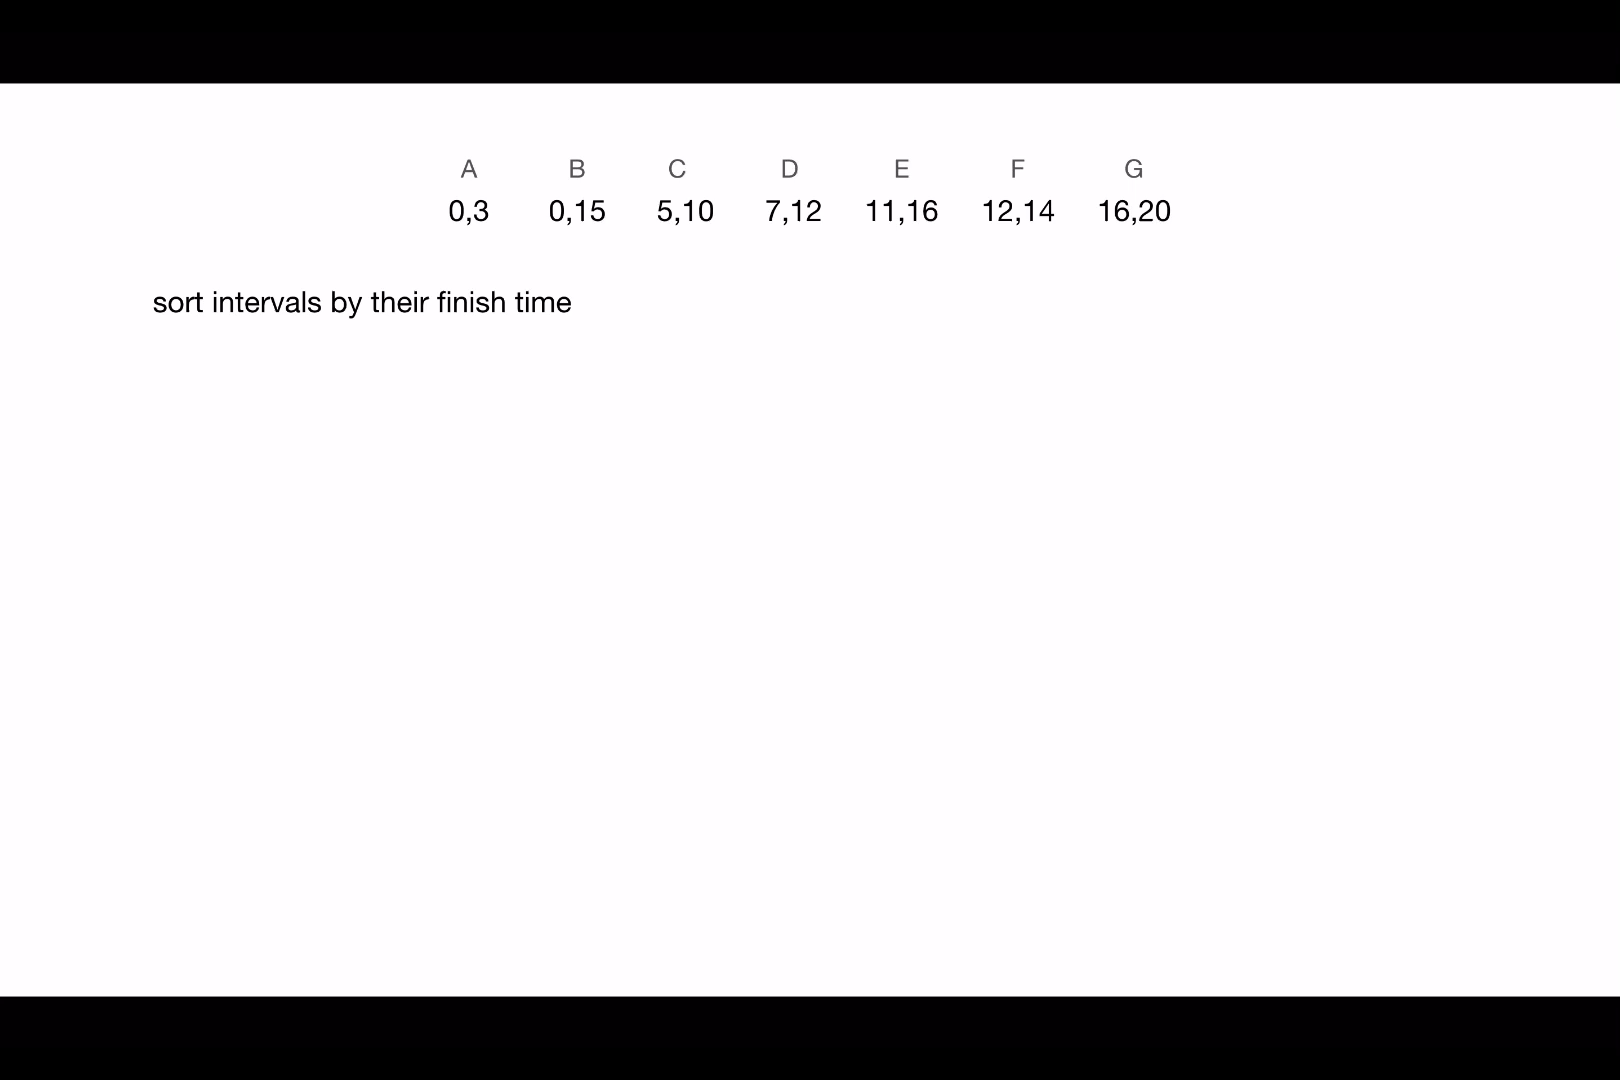 A B C D E F G
0,3 0,15 5,10 7,12 11,16 12,14 16,20
sort intervals by their finish time